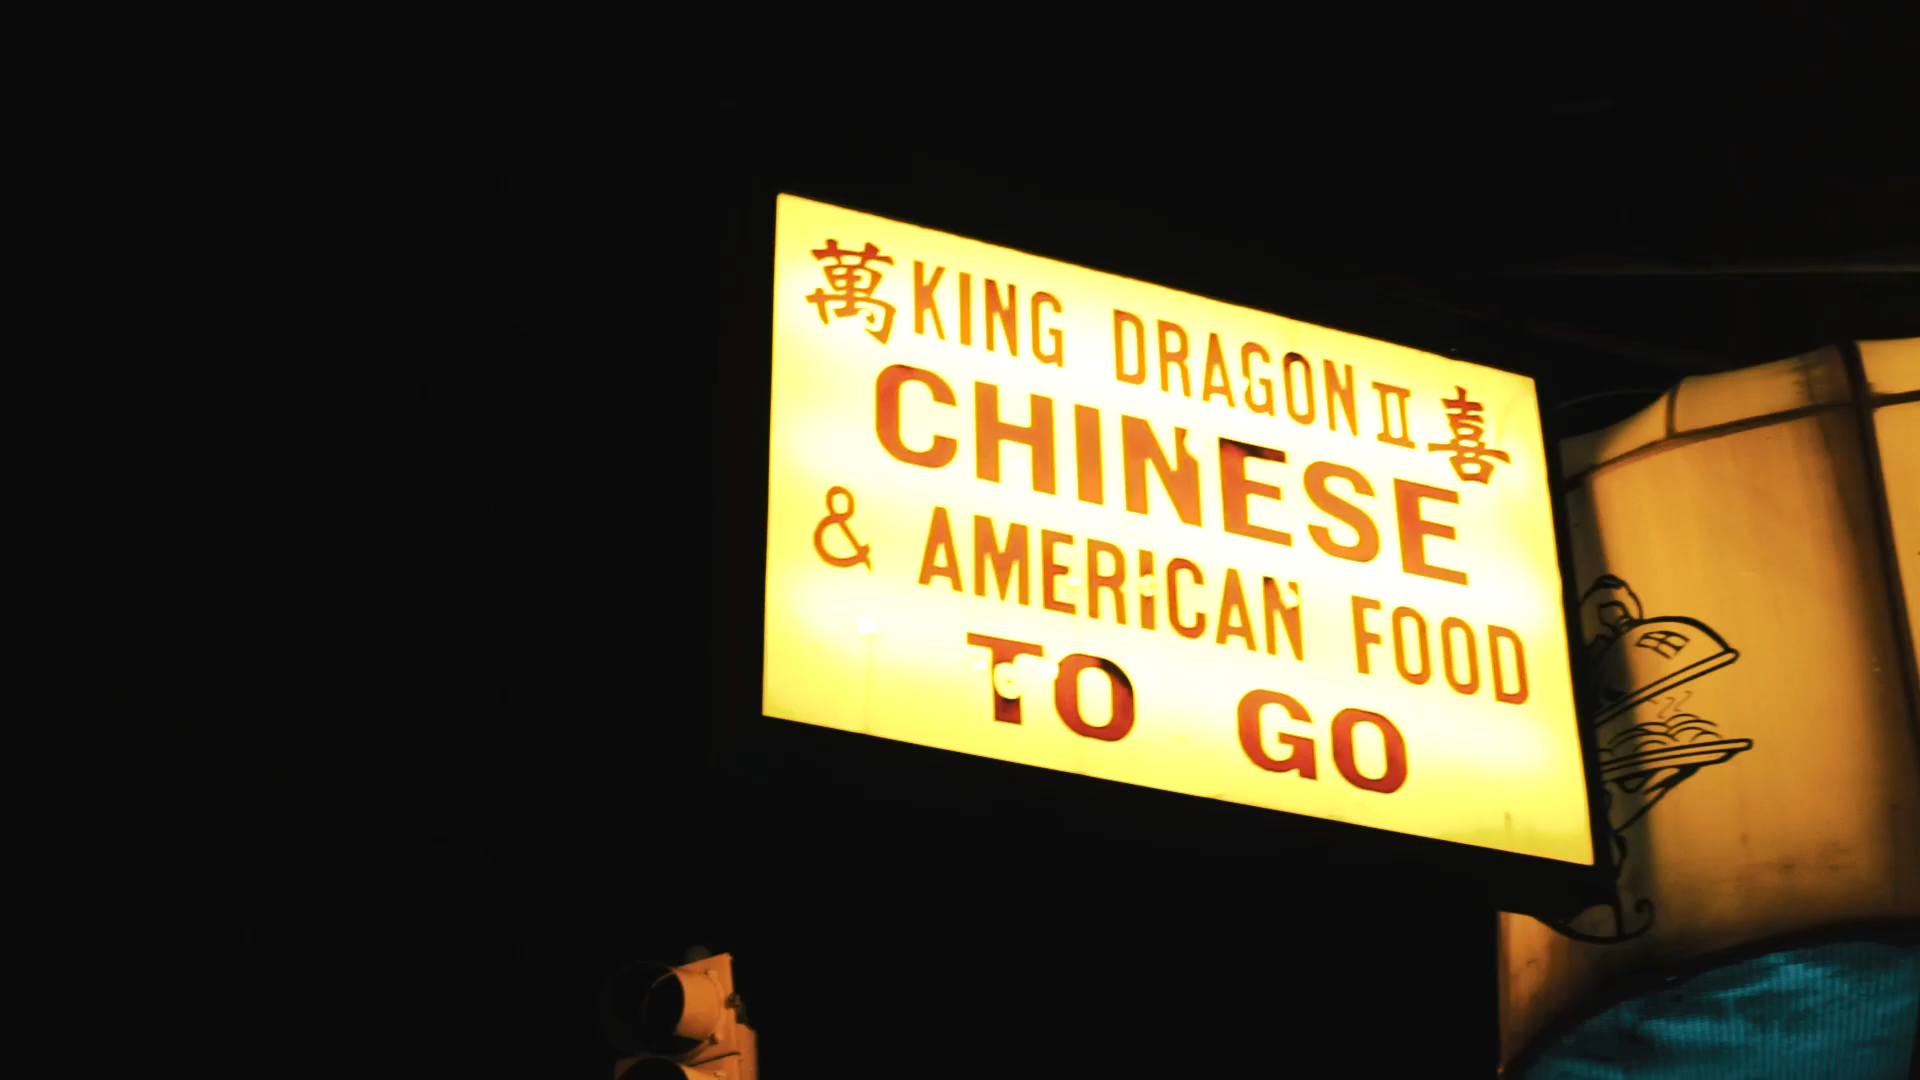 萬 KING DRAGON II 喜
CHINESE
& AMERICAN FOOD
TO GO